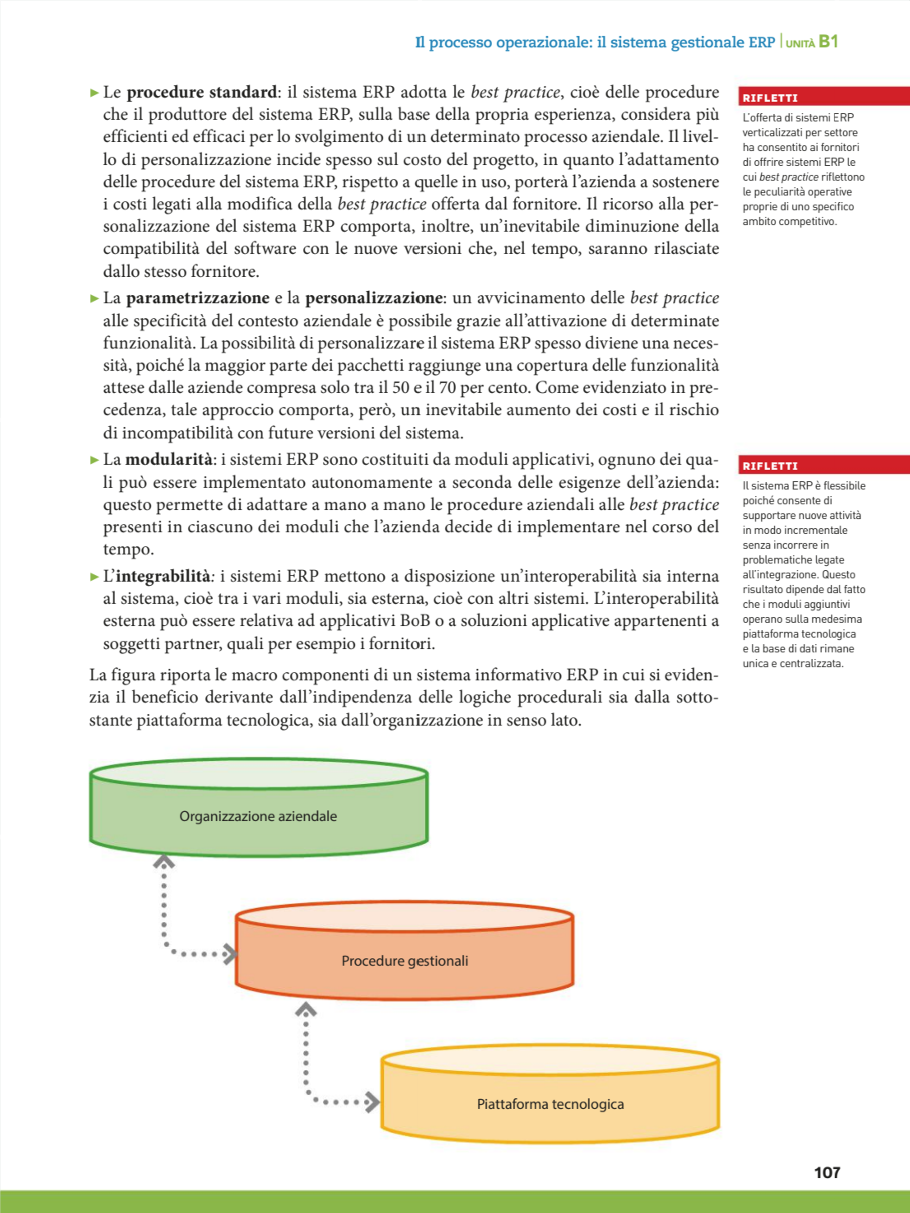 Il processo operazionale: il sistema gestionale ERP | UNITÀ B1
▶ Le procedure standard: il sistema ERP adotta le best practice, cioè delle procedure
che il produttore del sistema ERP, sulla base della propria esperienza, considera più
efficienti ed efficaci per lo svolgimento di un determinato processo aziendale. Il livel-
lo di personalizzazione incide spesso sul costo del progetto, in quanto l'adattamento
delle procedure del sistema ERP, rispetto a quelle in uso, porterà l'azienda a sostenere
i costi legati alla modifica della best practice offerta dal fornitore. Il ricorso alla per-
sonalizzazione del sistema ERP comporta, inoltre, un'inevitabile diminuzione della
compatibilità del software con le nuove versioni che, nel tempo, saranno rilasciate
dallo stesso fornitore.
▶ La parametrizzazione e la personalizzazione: un avvicinamento delle best practice
alle specificità del contesto aziendale è possibile grazie all'attivazione di determinate
funzionalità. La possibilità di personalizzare il sistema ERP spesso diviene una neces-
sità, poiché la maggior parte dei pacchetti raggiunge una copertura delle funzionalità
attese dalle aziende compresa solo tra il 50 e il 70 per cento. Come evidenziato in pre-
cedenza, tale approccio comporta, però, un inevitabile aumento dei costi e il rischio
di incompatibilità con future versioni del sistema.
▶ La modularità: i sistemi ERP sono costituiti da moduli applicativi, ognuno dei qua-
li può essere implementato autonomamente a seconda delle esigenze dell'azienda:
questo permette di adattare a mano a mano le procedure aziendali alle best practice
presenti in ciascuno dei moduli che l'azienda decide di implementare nel corso del
tempo.
▶ L'integrabilità: i sistemi ERP mettono a disposizione un'interoperabilità sia interna
al sistema, cioè tra i vari moduli, sia esterna, cioè con altri sistemi. L'interoperabilità
esterna può essere relativa ad applicativi BoB o a soluzioni applicative appartenenti a
soggetti partner, quali per esempio i fornitori.
La figura riporta le macro componenti di un sistema informativo ERP in cui si eviden-
zia il beneficio derivante dall'indipendenza delle logiche procedurali sia dalla sotto-
stante piattaforma tecnologica, sia dall'organizzazione in senso lato.
RIFLETTI
L'offerta di sistemi ERP
verticalizzati per settore
ha consentito ai fornitori
di offrire sistemi ERP le
cui best practice riflettono
le peculiarità operative
proprie di uno specifico
ambito competitivo.
RIFLETTI
Il sistema ERP è flessibile
poiché consente di
supportare nuove attività
in modo incrementale
senza incorrere in
problematiche legate
all'integrazione. Questo
risultato dipende dal fatto
che i moduli aggiuntivi
operano sulla medesima
piattaforma tecnologica
e la base di dati rimane
unica e centralizzata.
Organizzazione aziendale
Procedure gestionali
Piattaforma tecnologica
107